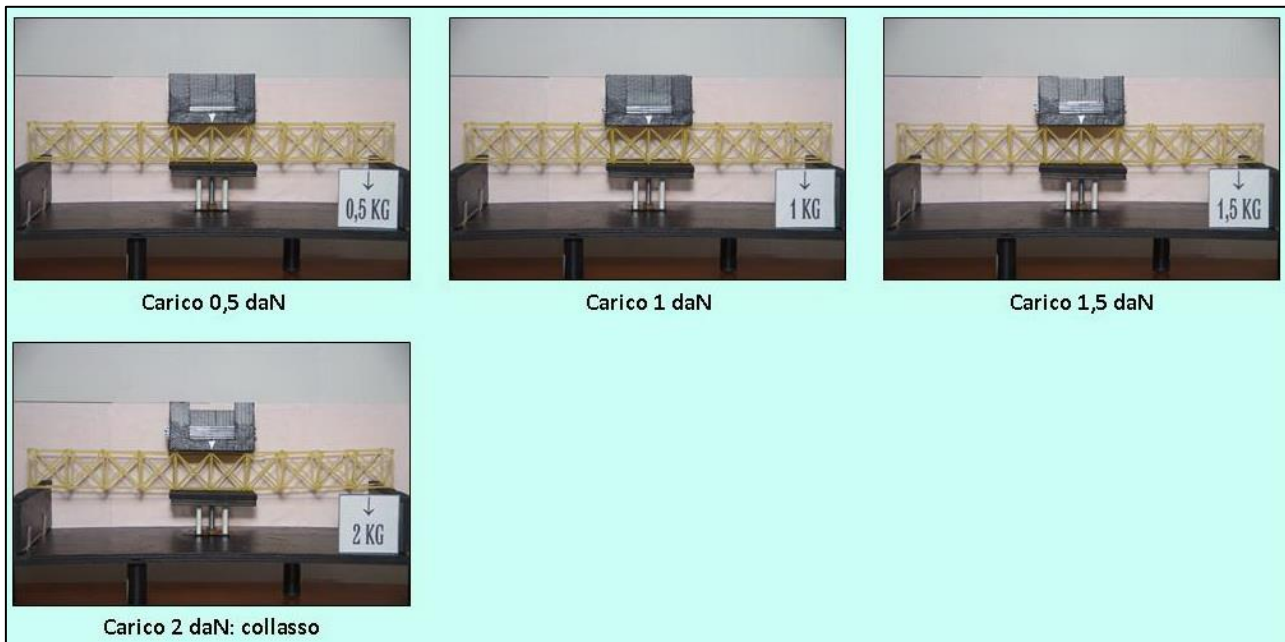 0,5 KG
1 KG
1,5 KG
Carico 0,5 daN
Carico 1 daN
Carico 1,5 daN
2 KG
Carico 2 daN: collasso